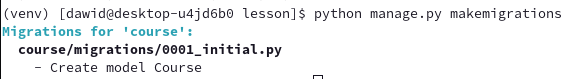 (venv) [dawid@desktop-u4jd6b0 lesson]$ python manage.py makemigrations
Migrations for 'course':
  course/migrations/0001_initial.py
    - Create model Course